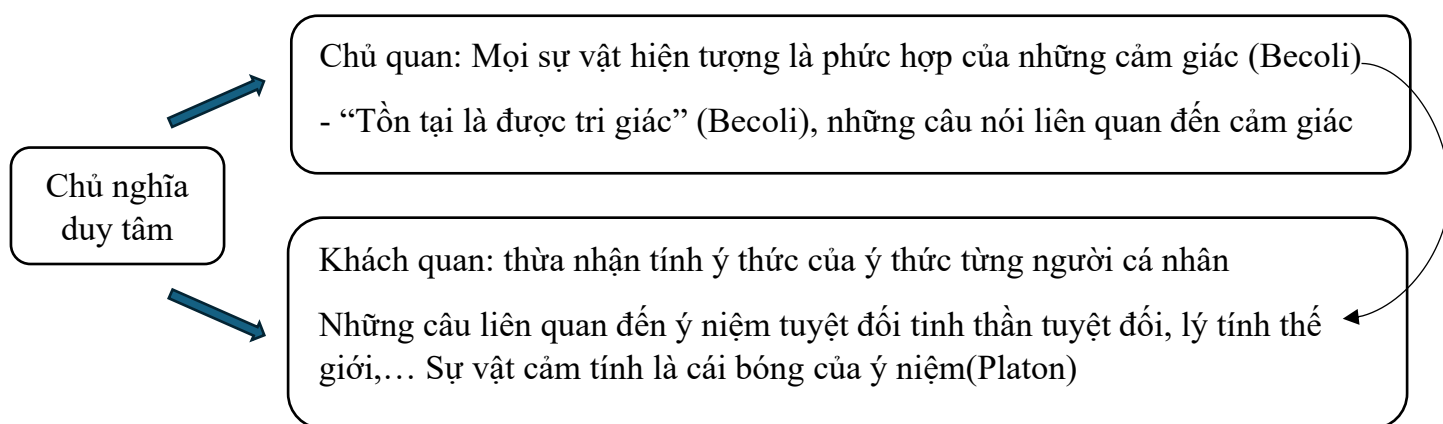 Chủ quan: Mọi sự vật hiện tượng là phức hợp của những cảm giác (Becoli)
- “Tồn tại là được tri giác” (Becoli), những câu nói liên quan đến cảm giác
Chủ nghĩa
duy tâm
Khách quan: thừa nhận tính ý thức của ý thức từng người cá nhân
Những câu liên quan đến ý niệm tuyệt đối tinh thần tuyệt đối, lý tính thế
giới,… Sự vật cảm tính là cái bóng của ý niệm(Platon)